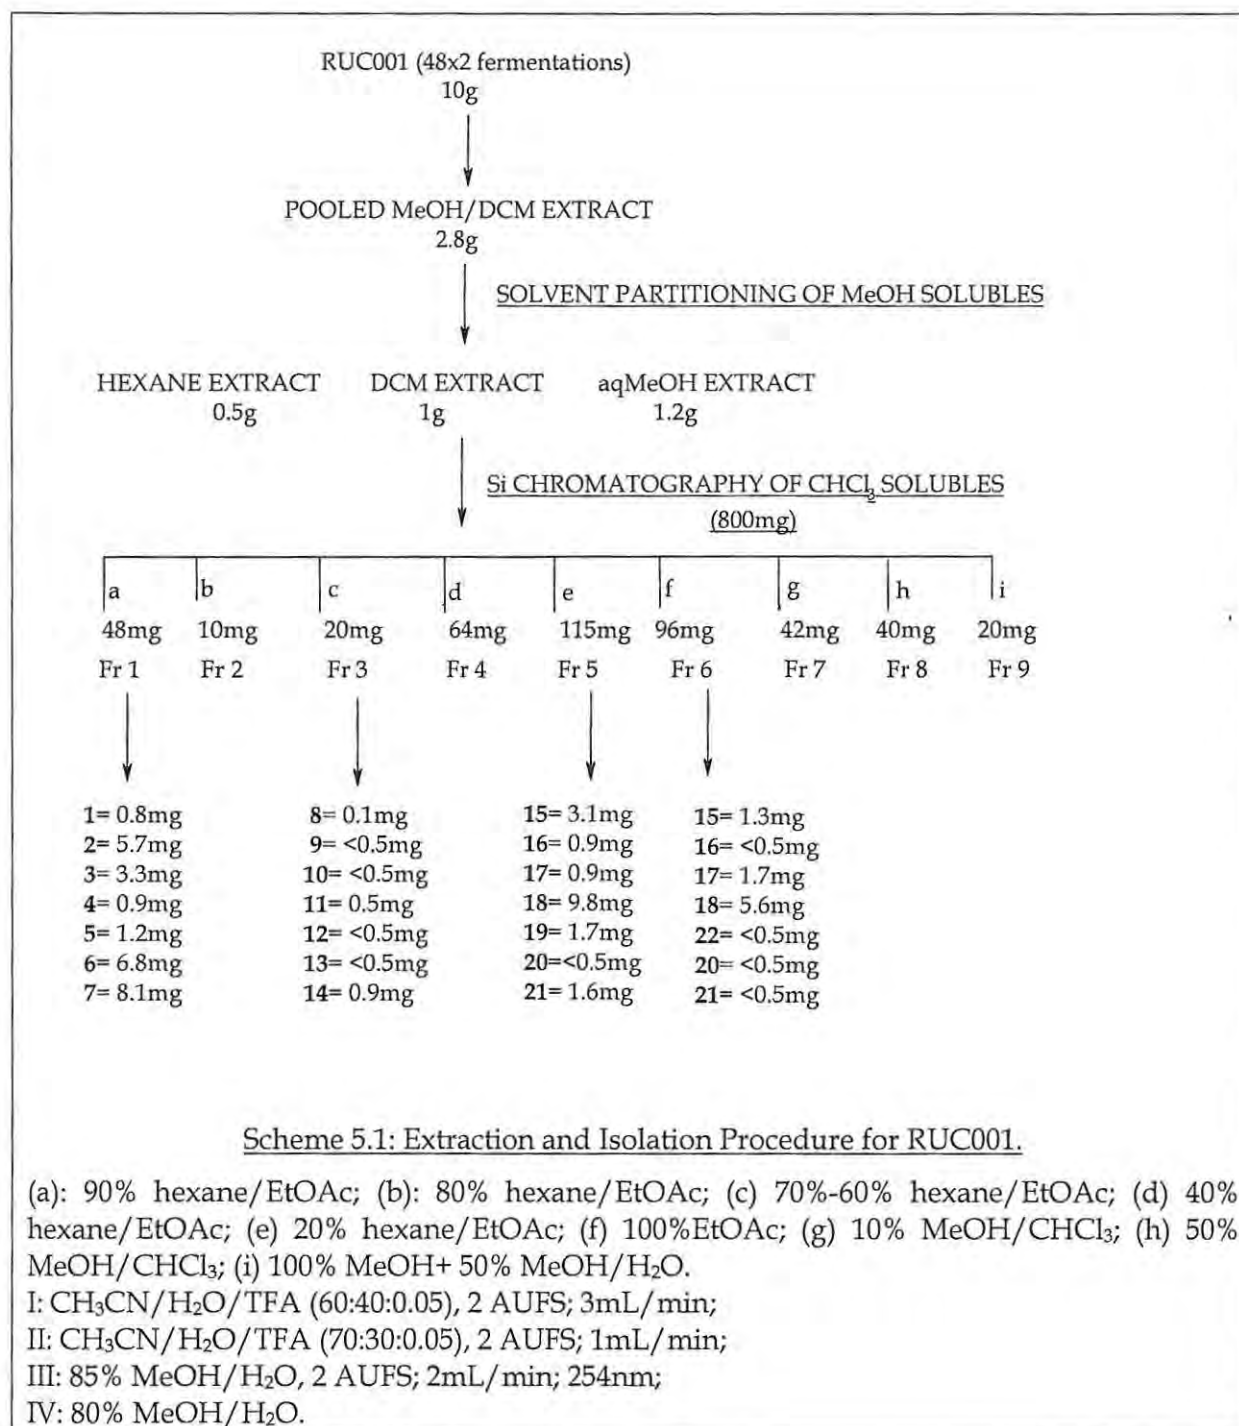 RUC001 (48x2 fermentations)
10g
POOLED MeOH/DCM EXTRACT
2.8g
SOLVENT PARTITIONING OF MeOH SOLUBLES
HEXANE EXTRACT DCM EXTRACT aqMeOH EXTRACT
0.5g 1g 1.2g
Si CHROMATOGRAPHY OF CHCl₃ SOLUBLES
(800mg)
a b c d e f g h i
48mg 10mg 20mg 64mg 115mg 96mg 42mg 40mg 20mg
Fr 1 Fr 2 Fr 3 Fr 4 Fr 5 Fr 6 Fr 7 Fr 8 Fr 9
1= 0.8mg 8= 0.1mg 15= 3.1mg 15= 1.3mg
2= 5.7mg 9= <0.5mg 16= 0.9mg 16= <0.5mg
3= 3.3mg 10= <0.5mg 17= 0.9mg 17= 1.7mg
4= 0.9mg 11= 0.5mg 18= 9.8mg 18= 5.6mg
5= 1.2mg 12= <0.5mg 19= 1.7mg 22= <0.5mg
6= 6.8mg 13= <0.5mg 20=<0.5mg 20= <0.5mg
7= 8.1mg 14= 0.9mg 21= 1.6mg 21= <0.5mg
Scheme 5.1: Extraction and Isolation Procedure for RUC001.
(a): 90% hexane/EtOAc; (b): 80% hexane/EtOAc; (c) 70%-60% hexane/EtOAc; (d) 40%
hexane/EtOAc; (e) 20% hexane/EtOAc; (f) 100%EtOAc; (g) 10% MeOH/CHCl₃; (h) 50%
MeOH/CHCl₃; (i) 100% MeOH+ 50% MeOH/H₂O.
I: CH₃CN/H₂O/TFA (60:40:0.05), 2 AUFS; 3mL/min;
II: CH₃CN/H₂O/TFA (70:30:0.05), 2 AUFS; 1mL/min;
III: 85% MeOH/H₂O, 2 AUFS; 2mL/min; 254nm;
IV: 80% MeOH/H₂O.